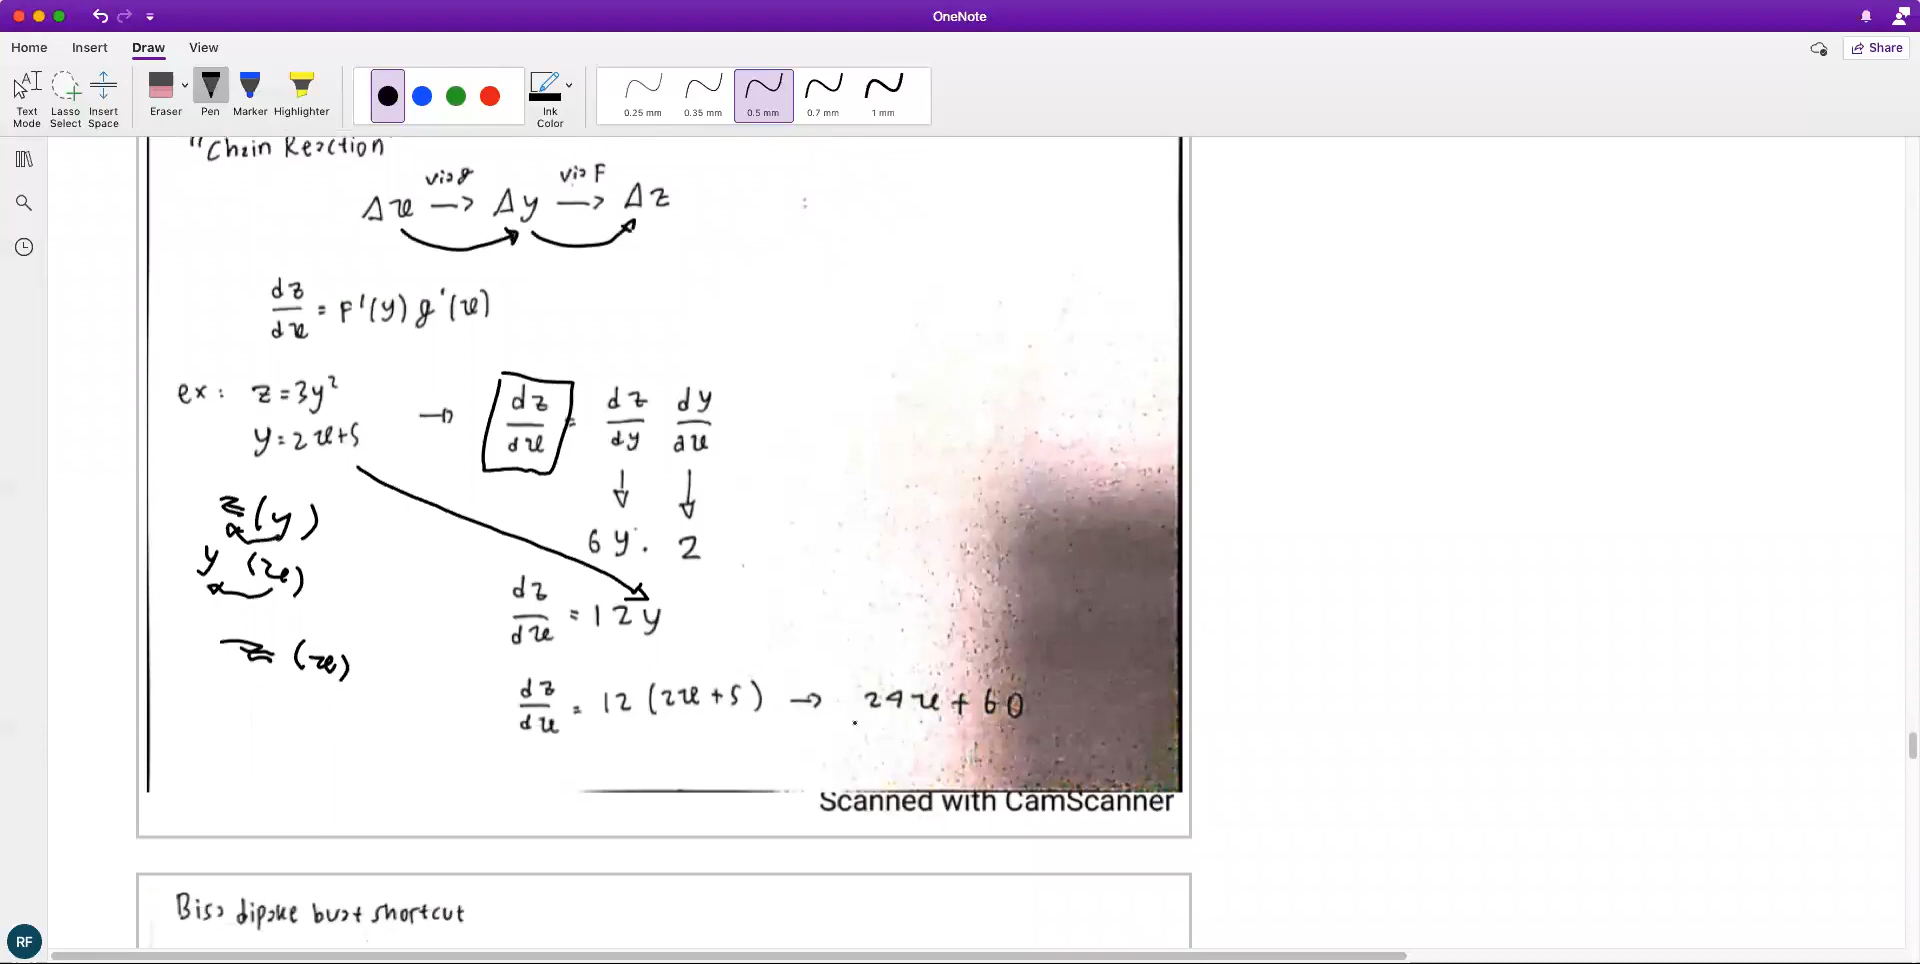 OneNote
Home Insert Draw View
Share
Text Mode
Lasso Select
Insert Space
Eraser
Pen
Marker
Highlighter
Ink Color
0.25 mm
0.35 mm
0.5 mm
0.7 mm
1 mm
"Chain Reaction"
via g via F
Δx → Δy → Δz
dz/dx = F'(y) g'(x)
ex: z = 3y² → dz/dx = dz/dy dy/dx
y = 2x+5
z(y)
y(x)
z(x)
6y · 2
dz/dx = 12y
dz/dx = 12(2x+5) → 24x + 60
Scanned with CamScanner
Bisa dipake buat shortcut
RF